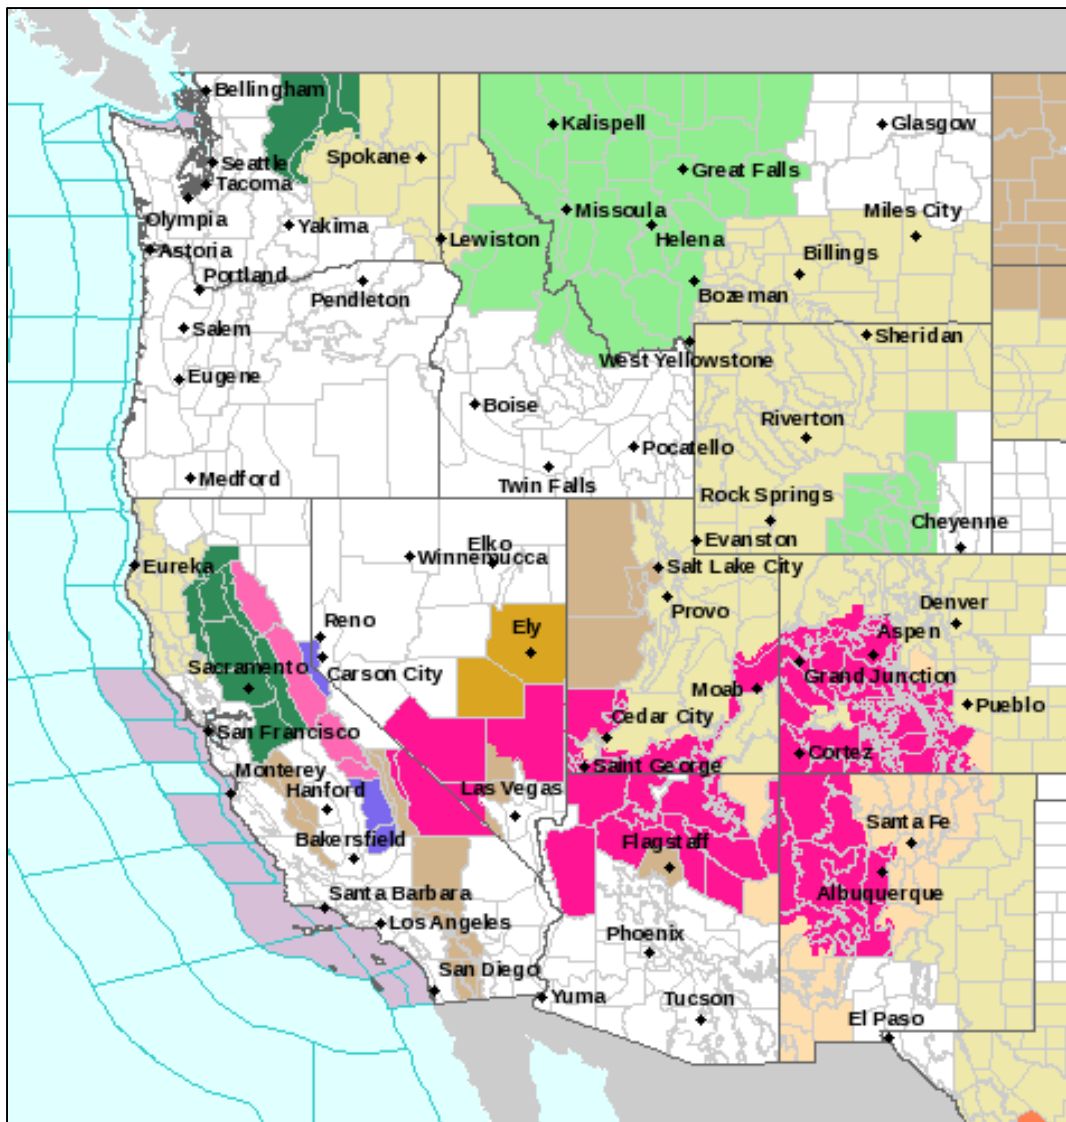 Bellingham
Kalispell
Glasgow
Spokane
Seattle
Great Falls
Tacoma
Olympia
Missoula
Miles City
Yakima
Helena
Lewiston
Astoria
Billings
Portland
Pendleton
Bozeman
Salem
Sheridan
West Yellowstone
Eugene
Boise
Riverton
Pocatello
Medford
Twin Falls
Rock Springs
Cheyenne
Elko
Evanston
Winnemucca
Eureka
Salt Lake City
Provo
Denver
Reno
Ely
Aspen
Sacramento
Carson City
Grand Junction
Moab
Pueblo
Cedar City
San Francisco
Cortez
Saint George
Monterey
Hanford
Las Vegas
Santa Fe
Bakersfield
Flagstaff
Albuquerque
Santa Barbara
Los Angeles
Phoenix
San Diego
Yuma
Tucson
El Paso